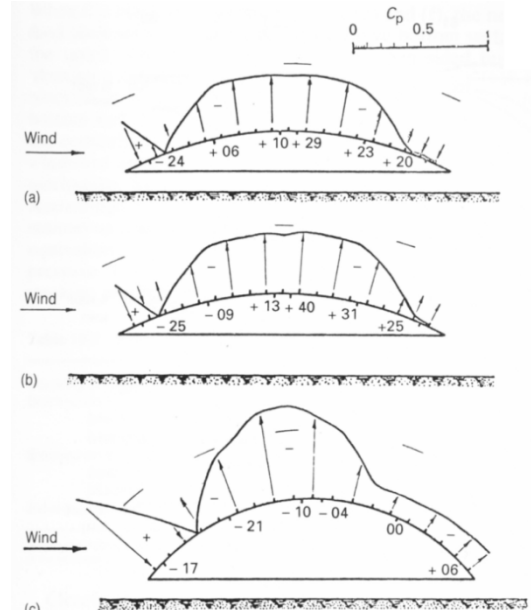 Cp
0 0.5 1
+ −
Wind
− 24 + 06 + 10 + 29 + 23 + 20
(a)
+ − −
Wind
− 25 − 09 + 13 + 40 + 31 +25
(b)
− − −
Wind + −
− 21 − 10 − 04 00
− 17 + 06
(c)